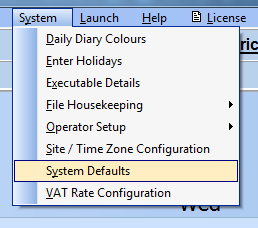 System Launch Help License
ric
Daily Diary Colours
Enter Holidays
Executable Details
File Housekeeping
Operator Setup
Site / Time Zone Configuration
System Defaults
VAT Rate Configuration
Wed